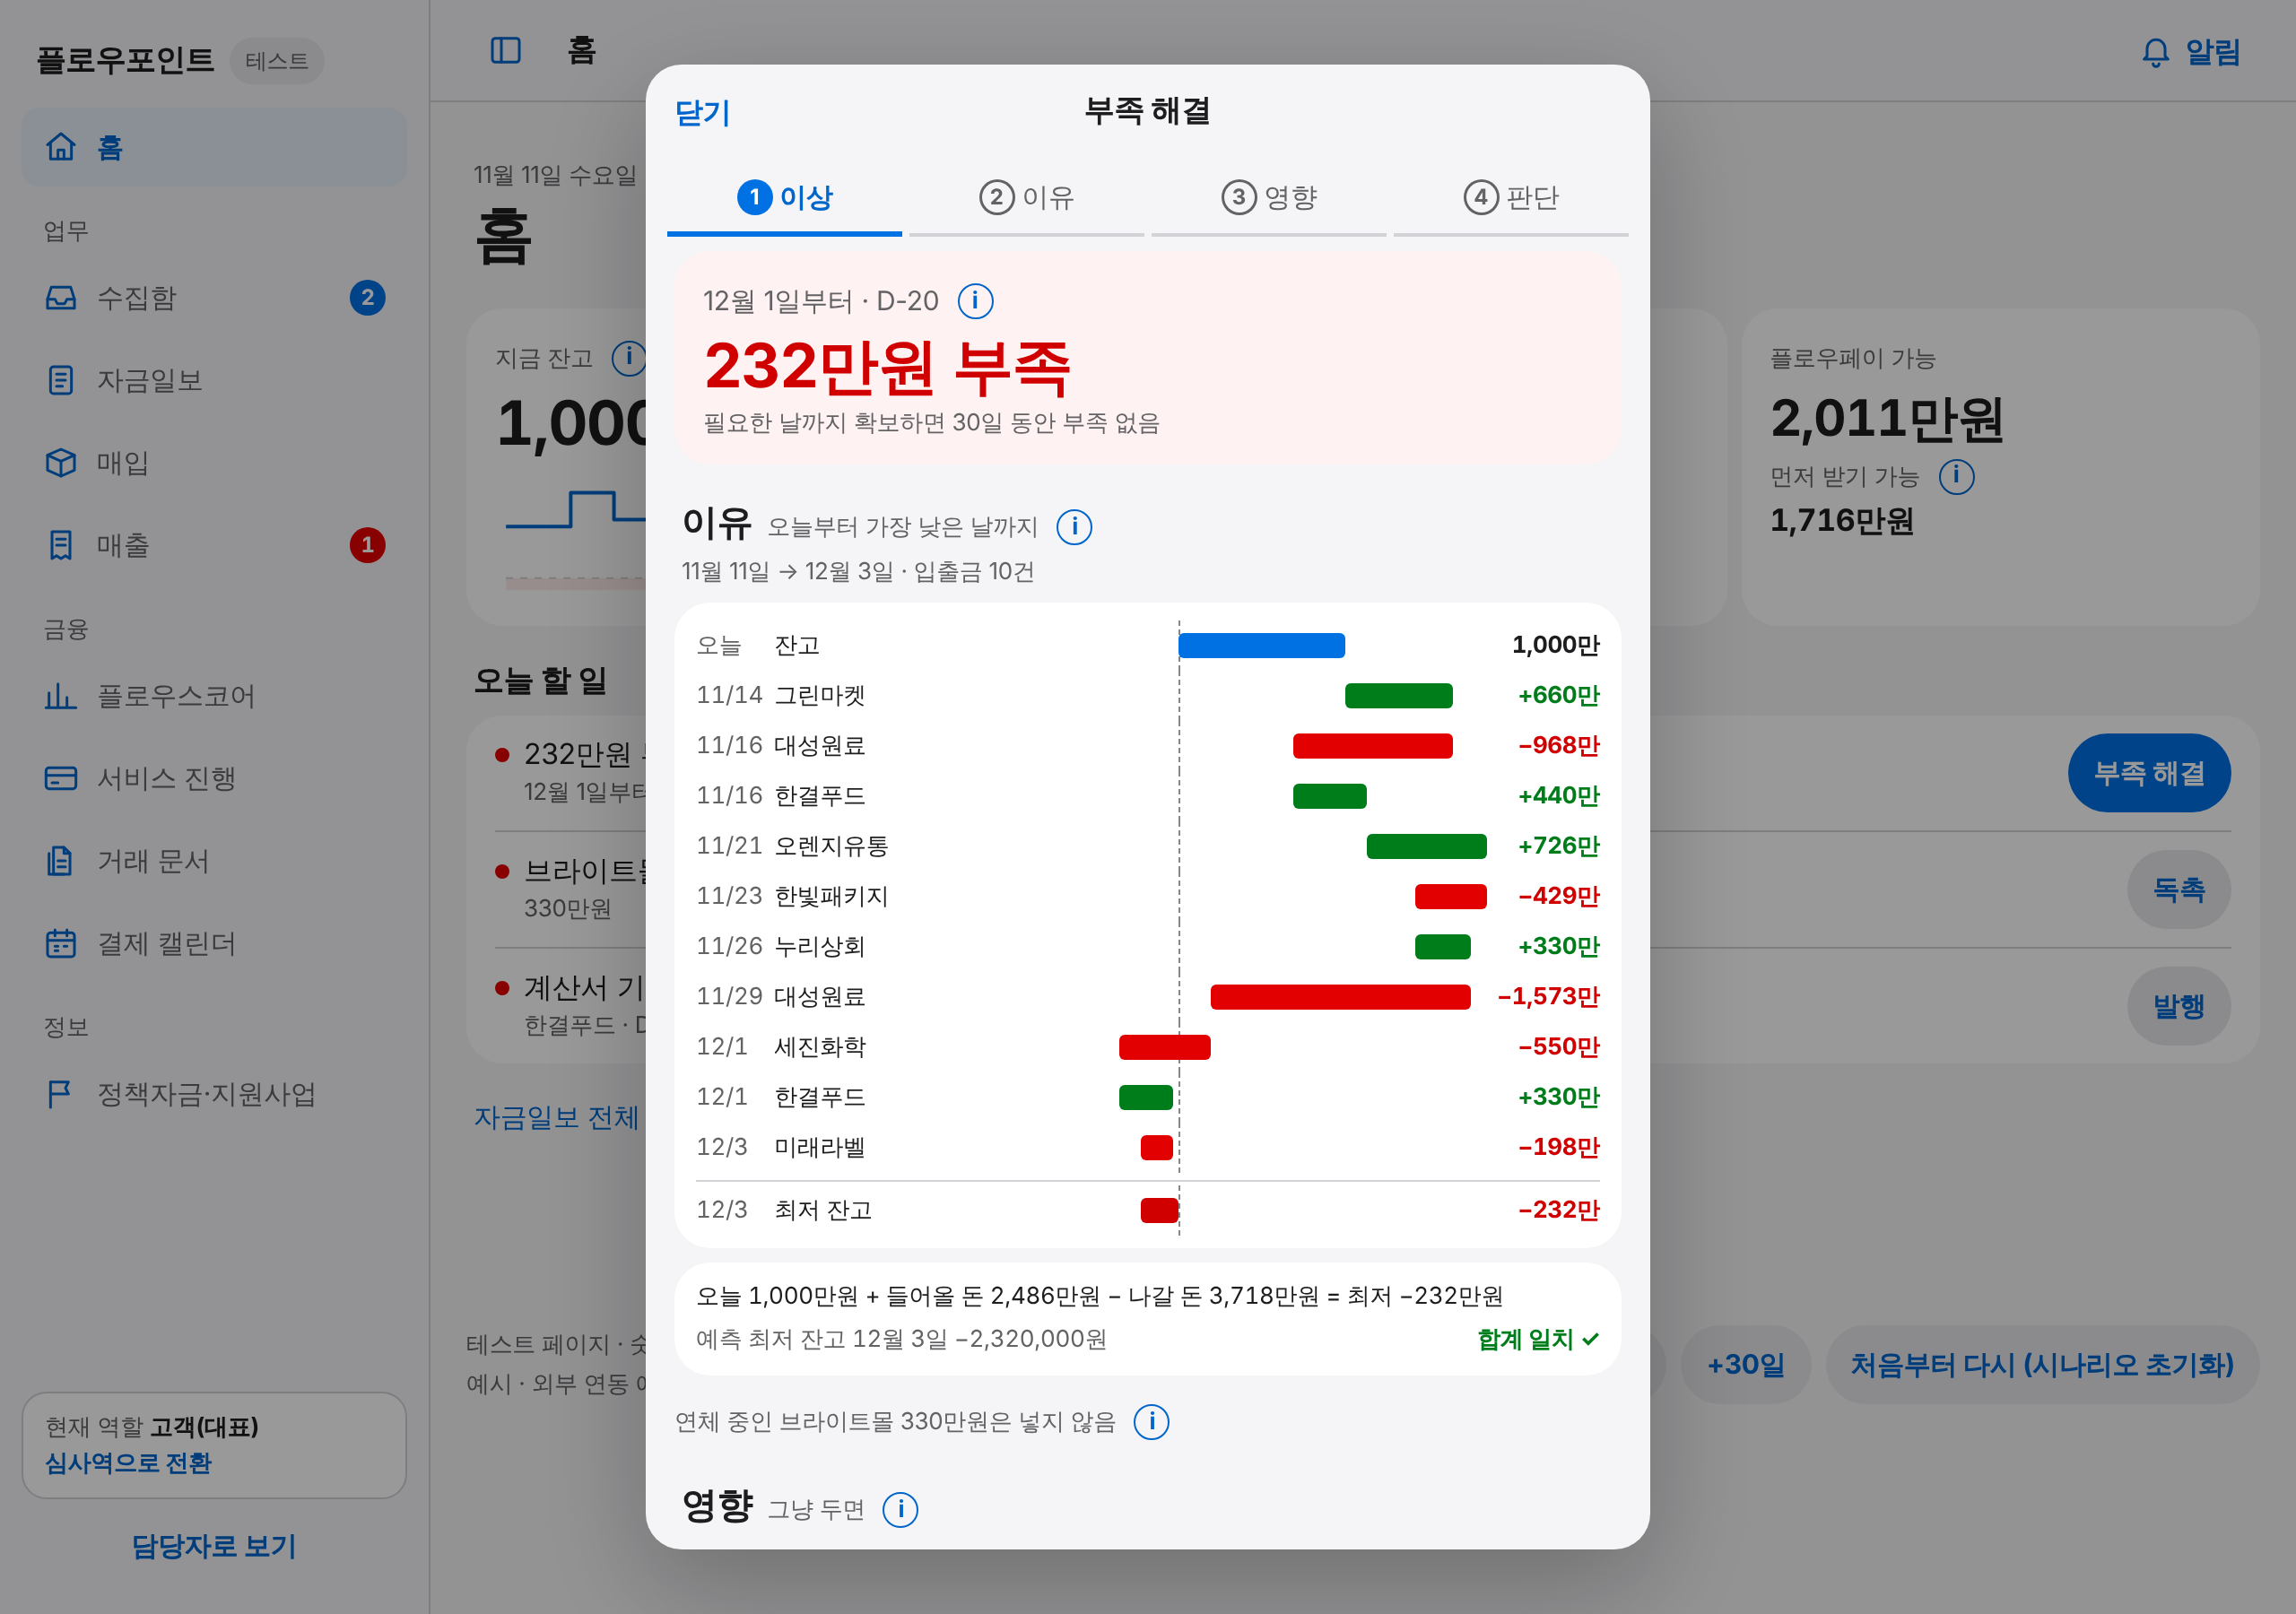 플로우포인트 테스트
홈
업무
수집함 2
자금일보
매입
매출 1
금융
플로우스코어
서비스 진행
거래 문서
결제 캘린더
정보
정책자금·지원사업
현재 역할 고객(대표)
심사역으로 전환
담당자로 보기
홈
알림
11월 11일 수요일
홈
지금 잔고 i
1,000
플로우페이 가능
2,011만원
먼저 받기 가능 i
1,716만원
오늘 할 일
232만원
12월 1일부터
부족 해결
브라이트몰
330만원
독촉
계산서 기
한결푸드 · D
발행
자금일보 전체
테스트 페이지 · 숫
예시 · 외부 연동
+30일
처음부터 다시 (시나리오 초기화)
닫기
부족 해결
1 이상
2 이유
3 영향
4 판단
12월 1일부터 · D-20 i
232만원 부족
필요한 날까지 확보하면 30일 동안 부족 없음
이유 오늘부터 가장 낮은 날까지 i
11월 11일 → 12월 3일 · 입출금 10건
오늘 잔고 1,000만
11/14 그린마켓 +660만
11/16 대성원료 −968만
11/16 한결푸드 +440만
11/21 오렌지유통 +726만
11/23 한빛패키지 −429만
11/26 누리상회 +330만
11/29 대성원료 −1,573만
12/1 세진화학 −550만
12/1 한결푸드 +330만
12/3 미래라벨 −198만
12/3 최저 잔고 −232만
오늘 1,000만원 + 들어올 돈 2,486만원 − 나갈 돈 3,718만원 = 최저 −232만원
예측 최저 잔고 12월 3일 −2,320,000원 합계 일치 ✓
연체 중인 브라이트몰 330만원은 넣지 않음 i
영향 그냥 두면 i